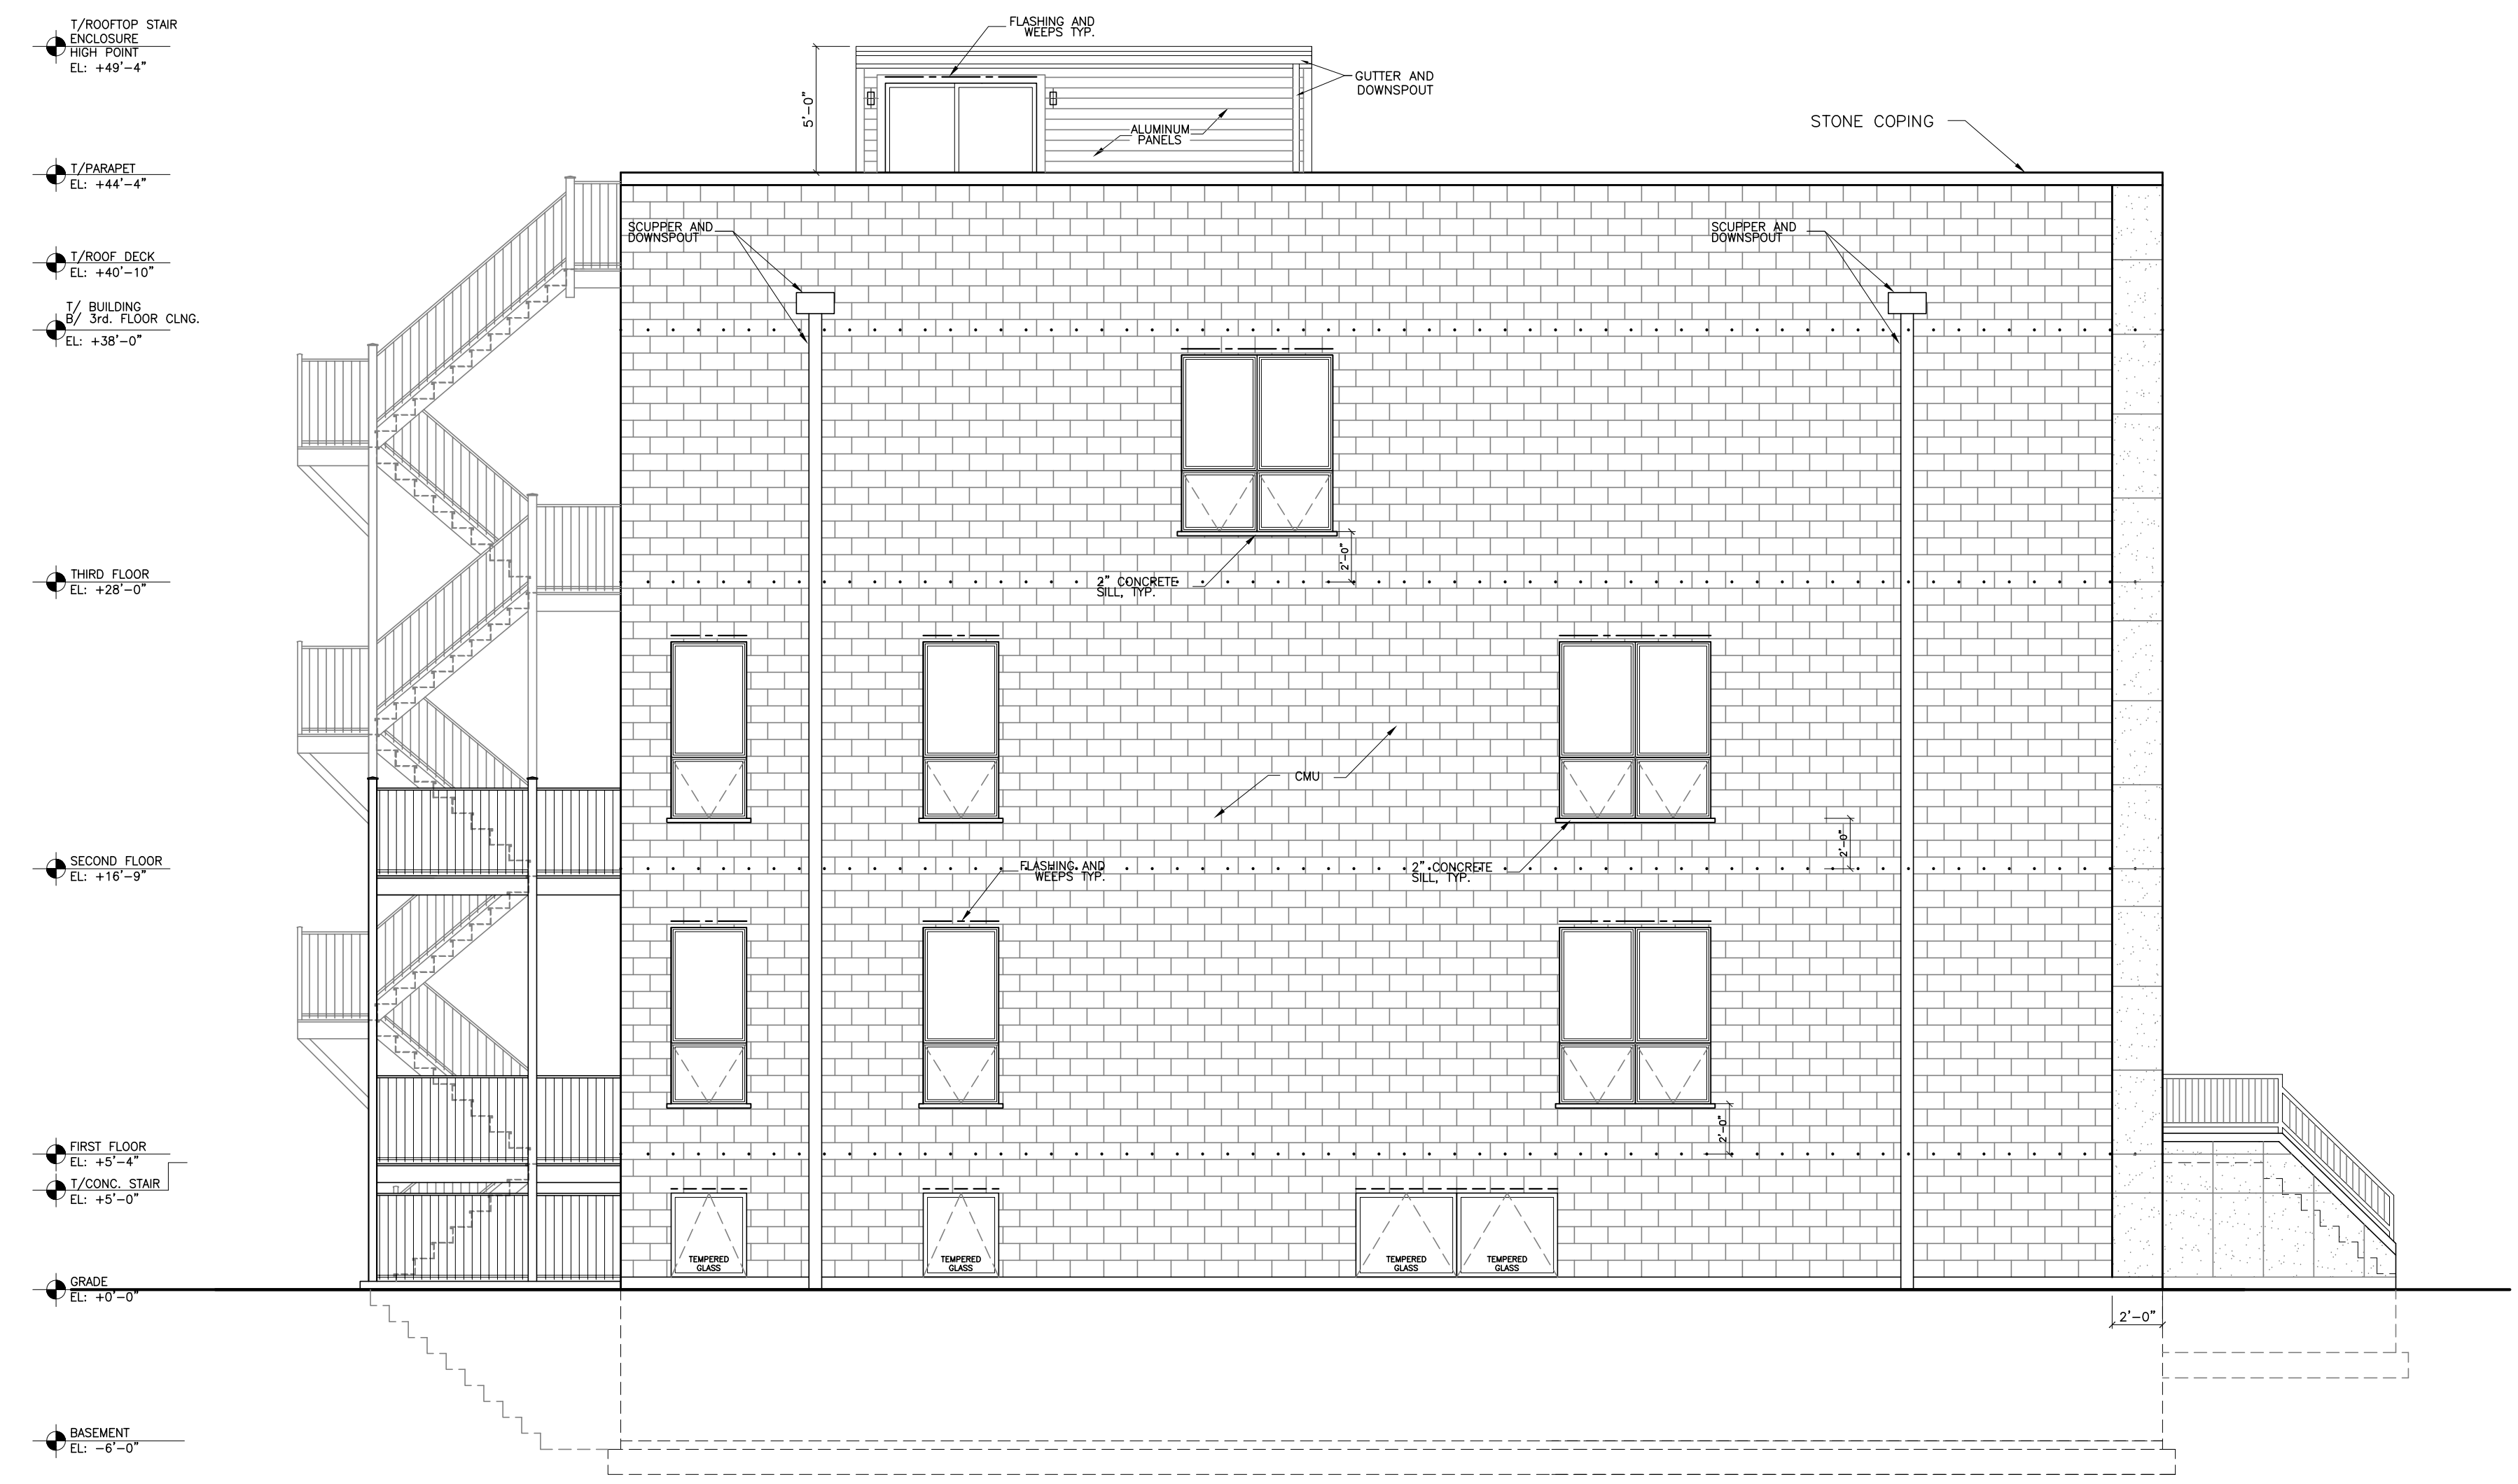 T/ROOFTOP STAIR
ENCLOSURE
HIGH POINT
EL: +49'-4"
FLASHING AND
WEEPS TYP.
5'-0"
GUTTER AND
DOWNSPOUT
ALUMINUM
PANELS
STONE COPING
T/PARAPET
EL: +44'-4"
SCUPPER AND
DOWNSPOUT
SCUPPER AND
DOWNSPOUT
T/ROOF DECK
EL: +40'-10"
T/ BUILDING
B/ 3rd. FLOOR CLNG.
EL: +38'-0"
2'-0"
THIRD FLOOR
EL: +28'-0"
2" CONCRETE
SILL, TYP.
CMU
2'-0"
SECOND FLOOR
EL: +16'-9"
FLASHING AND
WEEPS TYP.
2" CONCRETE
SILL, TYP.
2'-0"
FIRST FLOOR
EL: +5'-4"
T/CONC. STAIR
EL: +5'-0"
TEMPERED
GLASS
TEMPERED
GLASS
TEMPERED
GLASS
TEMPERED
GLASS
GRADE
EL: +0'-0"
2'-0"
BASEMENT
EL: -6'-0"